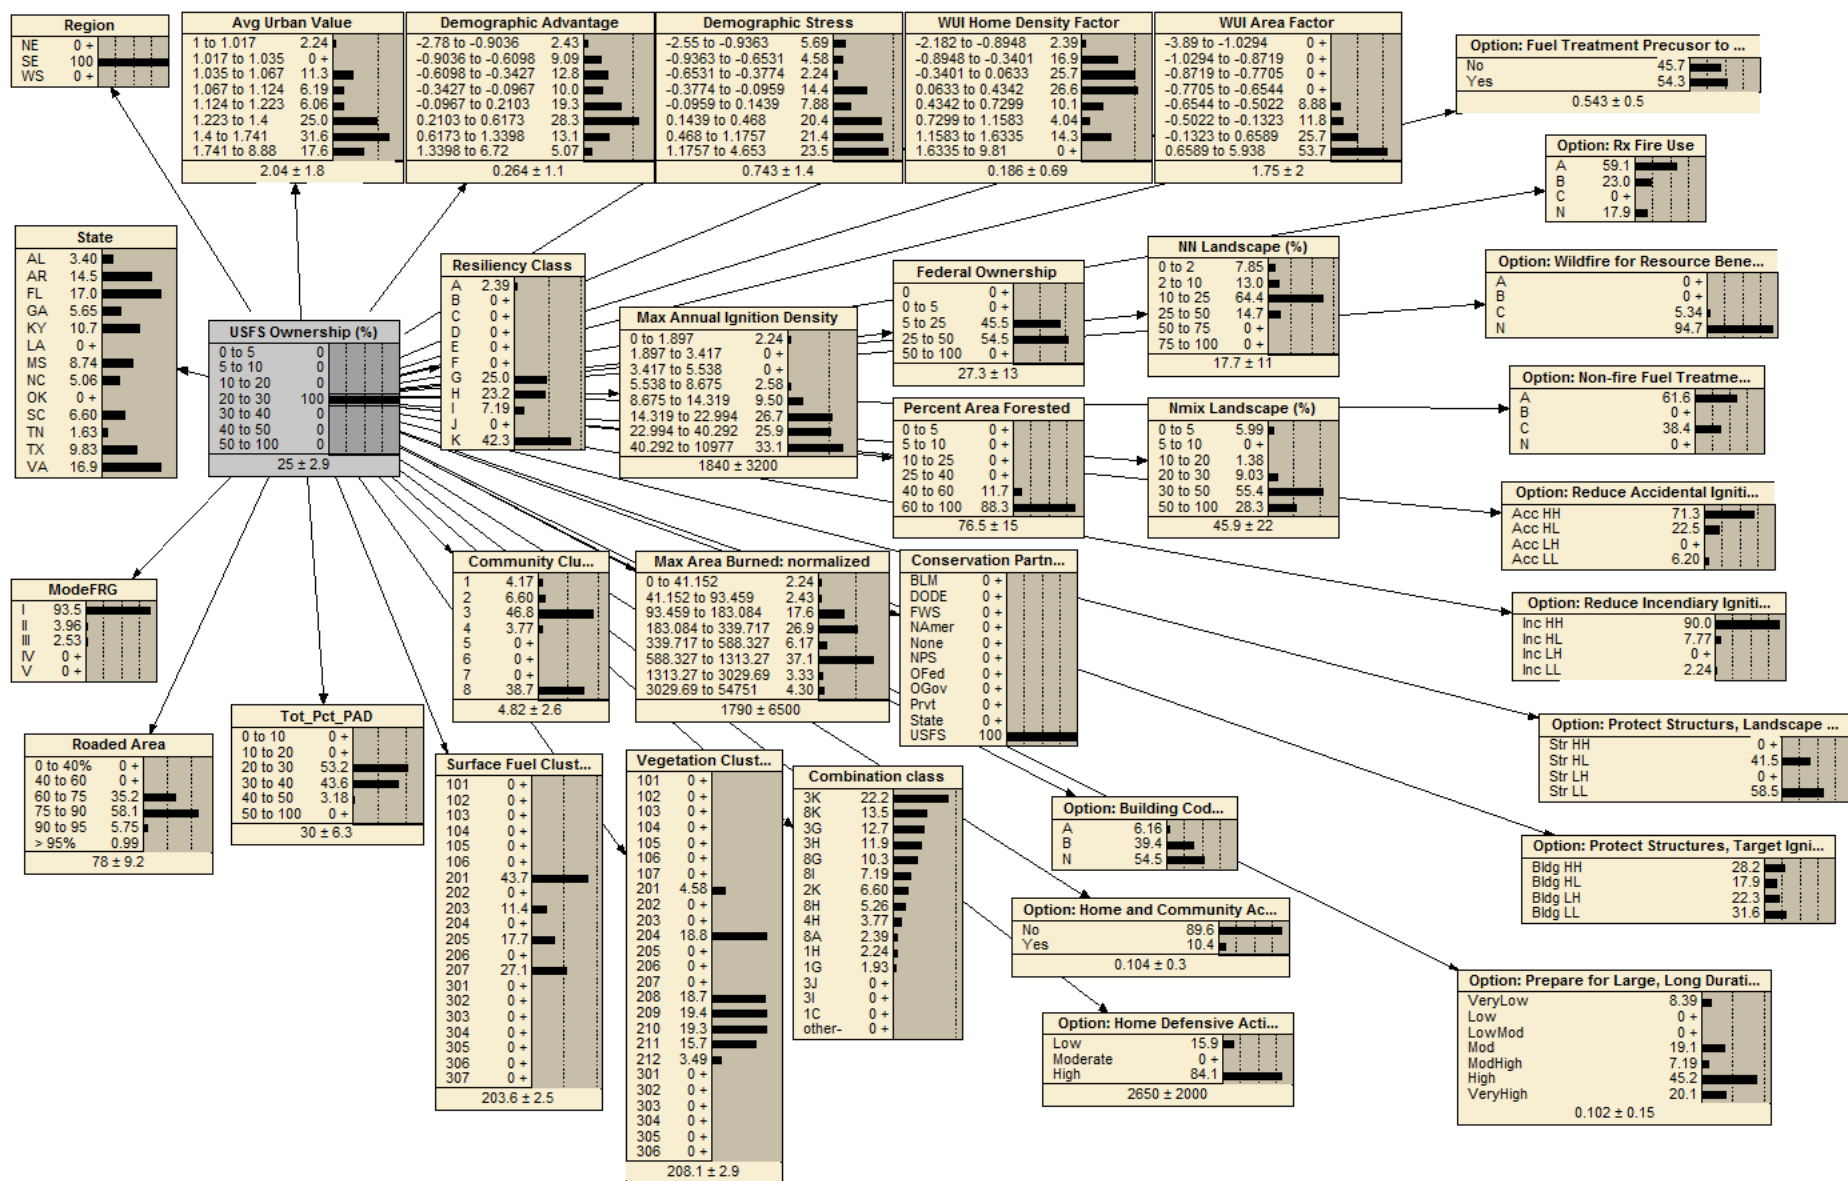 Region
NE 0 +
SE 100
WS 0 +
Avg Urban Value
1 to 1.017 2.24
1.017 to 1.035 0 +
1.035 to 1.067 11.3
1.067 to 1.124 6.19
1.124 to 1.223 6.06
1.223 to 1.4 25.0
1.4 to 1.741 31.6
1.741 to 8.88 17.6
2.04 ± 1.8
Demographic Advantage
-2.78 to -0.9036 2.43
-0.9036 to -0.6098 9.09
-0.6098 to -0.3427 12.8
-0.3427 to -0.0967 10.0
-0.0967 to 0.2103 19.3
0.2103 to 0.6173 28.3
0.6173 to 1.3398 13.1
1.3398 to 6.72 5.07
0.264 ± 1.1
Demographic Stress
-2.55 to -0.9363 5.69
-0.9363 to -0.6531 4.58
-0.6531 to -0.3774 2.24
-0.3774 to -0.0959 14.4
-0.0959 to 0.1439 7.88
0.1439 to 0.468 20.4
0.468 to 1.1757 21.4
1.1757 to 4.653 23.5
0.743 ± 1.4
WUI Home Density Factor
-2.182 to -0.8948 2.39
-0.8948 to -0.3401 16.9
-0.3401 to 0.0633 25.7
0.0633 to 0.4342 26.6
0.4342 to 0.7299 10.1
0.7299 to 1.1583 4.04
1.1583 to 1.6335 14.3
1.6335 to 9.81 0 +
0.186 ± 0.69
WUI Area Factor
-3.89 to -1.0294 0 +
-1.0294 to -0.8719 0 +
-0.8719 to -0.7705 0 +
-0.7705 to -0.6544 0 +
-0.6544 to -0.5022 8.88
-0.5022 to -0.1323 11.8
-0.1323 to 0.6589 25.7
0.6589 to 5.938 53.7
1.75 ± 2
Option: Fuel Treatment Precusor to ...
No 45.7
Yes 54.3
0.543 ± 0.5
Option: Rx Fire Use
A 59.1
B 23.0
C 0 +
N 17.9
State
AL 3.40
AR 14.5
FL 17.0
GA 5.65
KY 10.7
LA 0 +
MS 8.74
NC 5.06
OK 0 +
SC 6.60
TN 1.63
TX 9.83
VA 16.9
USFS Ownership (%)
0 to 5 0
5 to 10 0
10 to 20 0
20 to 30 100
30 to 40 0
40 to 50 0
50 to 100 0
25 ± 2.9
Resiliency Class
A 2.39
B 0 +
C 0 +
D 0 +
E 0 +
F 0 +
G 25.0
H 23.2
I 7.19
J 0 +
K 42.3
Max Annual Ignition Density
0 to 1.897 2.24
1.897 to 3.417 0 +
3.417 to 5.538 0 +
5.538 to 8.675 2.58
8.675 to 14.319 9.50
14.319 to 22.994 26.7
22.994 to 40.292 25.9
40.292 to 10977 33.1
1840 ± 3200
Federal Ownership
0 0 +
0 to 5 0 +
5 to 25 45.5
25 to 50 54.5
50 to 100 0 +
27.3 ± 13
NN Landscape (%)
0 to 2 7.85
2 to 10 13.0
10 to 25 64.4
25 to 50 14.7
50 to 75 0 +
75 to 100 0 +
17.7 ± 11
Option: Wildfire for Resource Bene...
A 0 +
B 0 +
C 5.34
N 94.7
Percent Area Forested
0 to 5 0 +
5 to 10 0 +
10 to 25 0 +
25 to 40 0 +
40 to 60 11.7
60 to 100 88.3
76.5 ± 15
Nmix Landscape (%)
0 to 5 5.99
5 to 10 0 +
10 to 20 1.38
20 to 30 9.03
30 to 50 55.4
50 to 100 28.3
45.9 ± 22
Option: Non-fire Fuel Treatme...
A 61.6
B 0 +
C 38.4
N 0 +
Option: Reduce Accidental Igniti...
Acc HH 71.3
Acc HL 22.5
Acc LH 0 +
Acc LL 6.20
ModeFRG
I 93.5
II 3.96
III 2.53
IV 0 +
V 0 +
Community Clu...
1 4.17
2 6.60
3 46.8
4 3.77
5 0 +
6 0 +
7 0 +
8 38.7
4.82 ± 2.6
Max Area Burned: normalized
0 to 41.152 2.24
41.152 to 93.459 2.43
93.459 to 183.084 17.6
183.084 to 339.717 26.9
339.717 to 588.327 6.17
588.327 to 1313.27 37.1
1313.27 to 3029.69 3.33
3029.69 to 54751 4.30
1790 ± 6500
Conservation Partn...
BLM 0 +
DODE 0 +
FWS 0 +
NAmer 0 +
None 0 +
NPS 0 +
OFed 0 +
OGov 0 +
Prvt 0 +
State 0 +
USFS 100
Option: Reduce Incendiary Igniti...
Inc HH 90.0
Inc HL 7.77
Inc LH 0 +
Inc LL 2.24
Roaded Area
0 to 40% 0 +
40 to 60 0 +
60 to 75 35.2
75 to 90 58.1
90 to 95 5.75
> 95% 0.99
78 ± 9.2
Tot_Pct_PAD
0 to 10 0 +
10 to 20 0 +
20 to 30 53.2
30 to 40 43.6
40 to 50 3.18
50 to 100 0 +
30 ± 6.3
Surface Fuel Clust...
101 0 +
102 0 +
103 0 +
104 0 +
105 0 +
106 0 +
201 43.7
202 0 +
203 11.4
204 0 +
205 17.7
206 0 +
207 27.1
301 0 +
302 0 +
303 0 +
304 0 +
305 0 +
306 0 +
307 0 +
203.6 ± 2.5
Vegetation Clust...
101 0 +
102 0 +
103 0 +
104 0 +
105 0 +
106 0 +
107 0 +
201 4.58
202 0 +
203 0 +
204 18.8
205 0 +
206 0 +
207 0 +
208 18.7
209 19.4
210 19.3
211 15.7
212 3.49
301 0 +
302 0 +
303 0 +
304 0 +
305 0 +
306 0 +
208.1 ± 2.9
Combination class
3K 22.2
8K 13.5
3G 12.7
3H 11.9
8G 10.3
8I 7.19
2K 6.60
8H 5.26
4H 3.77
8A 2.39
1H 2.24
1G 1.93
3J 0 +
3I 0 +
1C 0 +
other- 0 +
Option: Protect Structurs, Landscape ...
Str HH 0 +
Str HL 41.5
Str LH 0 +
Str LL 58.5
Option: Building Cod...
A 6.16
B 39.4
N 54.5
Option: Protect Structures, Target Igni...
Bldg HH 28.2
Bldg HL 17.9
Bldg LH 22.3
Bldg LL 31.6
Option: Home and Community Ac...
No 89.6
Yes 10.4
0.104 ± 0.3
Option: Home Defensive Acti...
Low 15.9
Moderate 0 +
High 84.1
2650 ± 2000
Option: Prepare for Large, Long Durati...
VeryLow 8.39
Low 0 +
LowMod 0 +
Mod 19.1
ModHigh 7.19
High 45.2
VeryHigh 20.1
0.102 ± 0.15